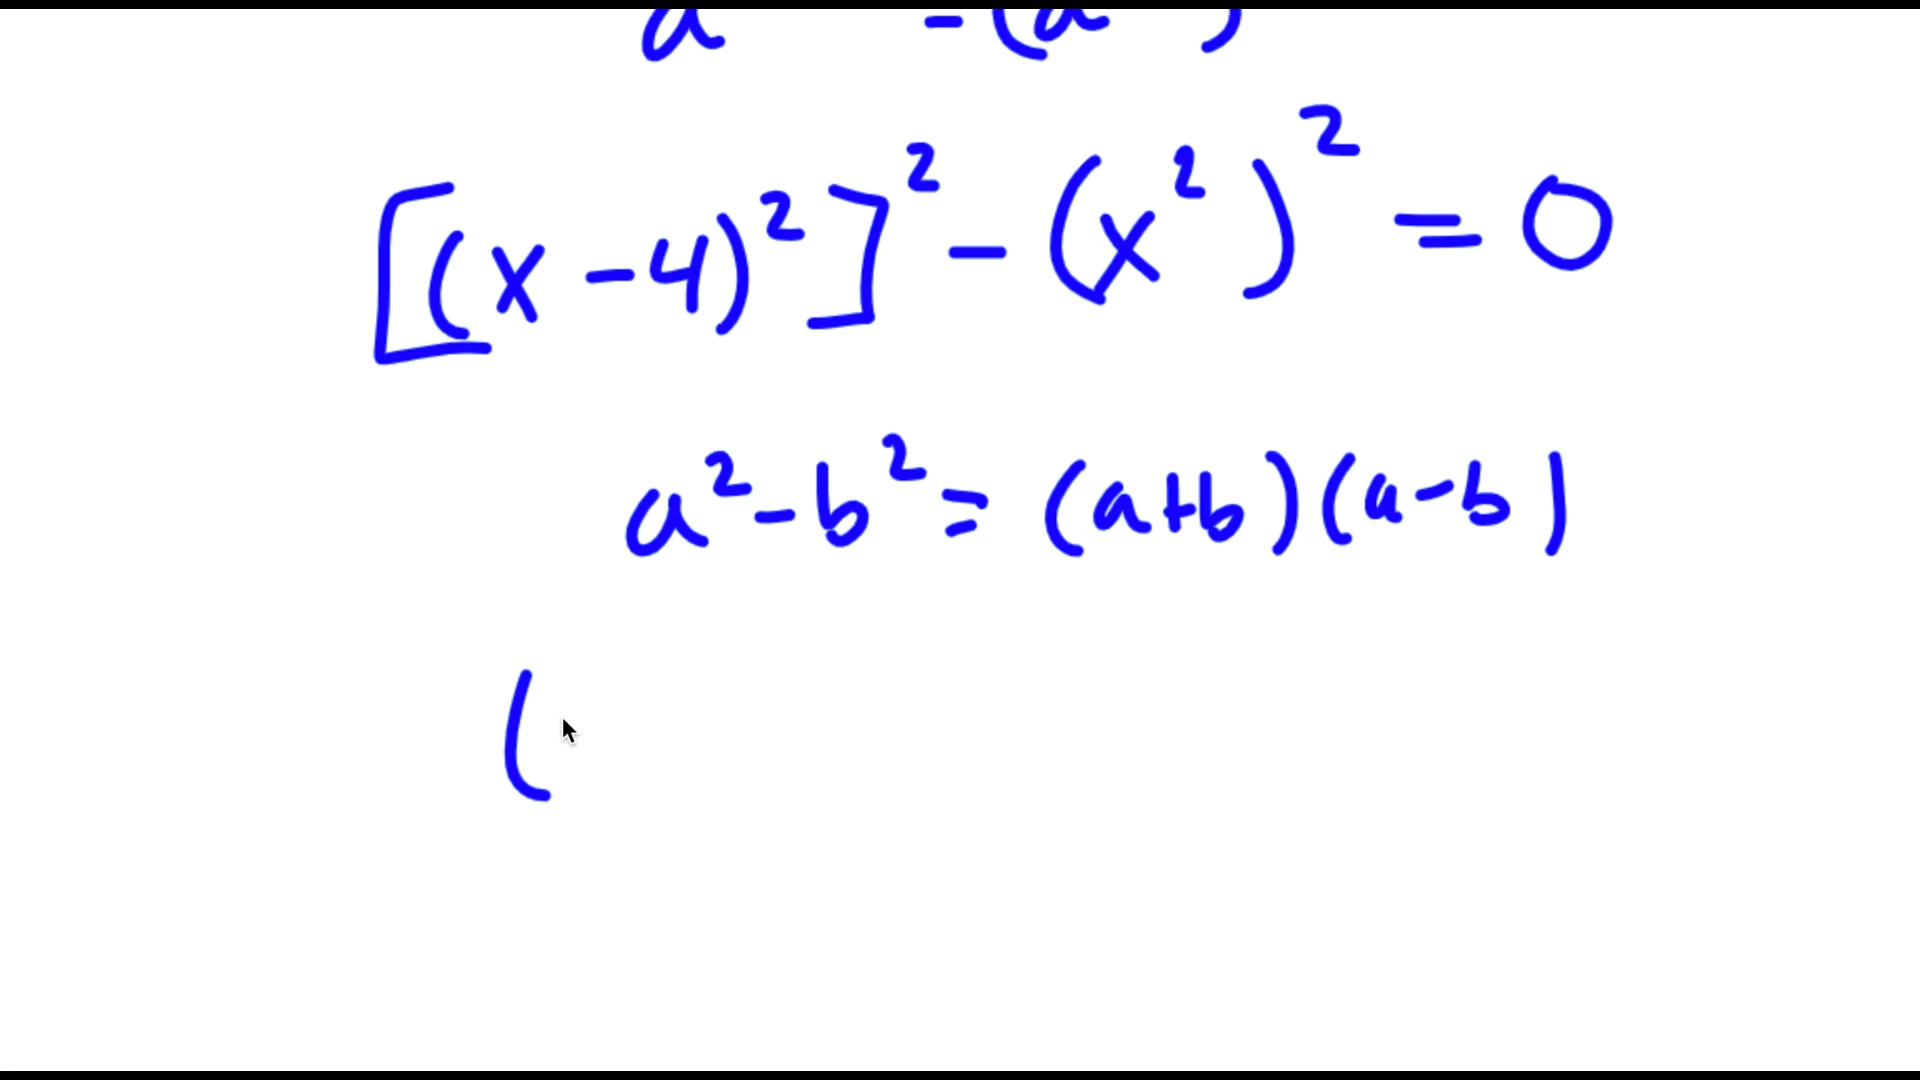 a = (a )
[(x - 4)²]² - (x²)² = 0
a² - b² = (a+b)(a-b)
(